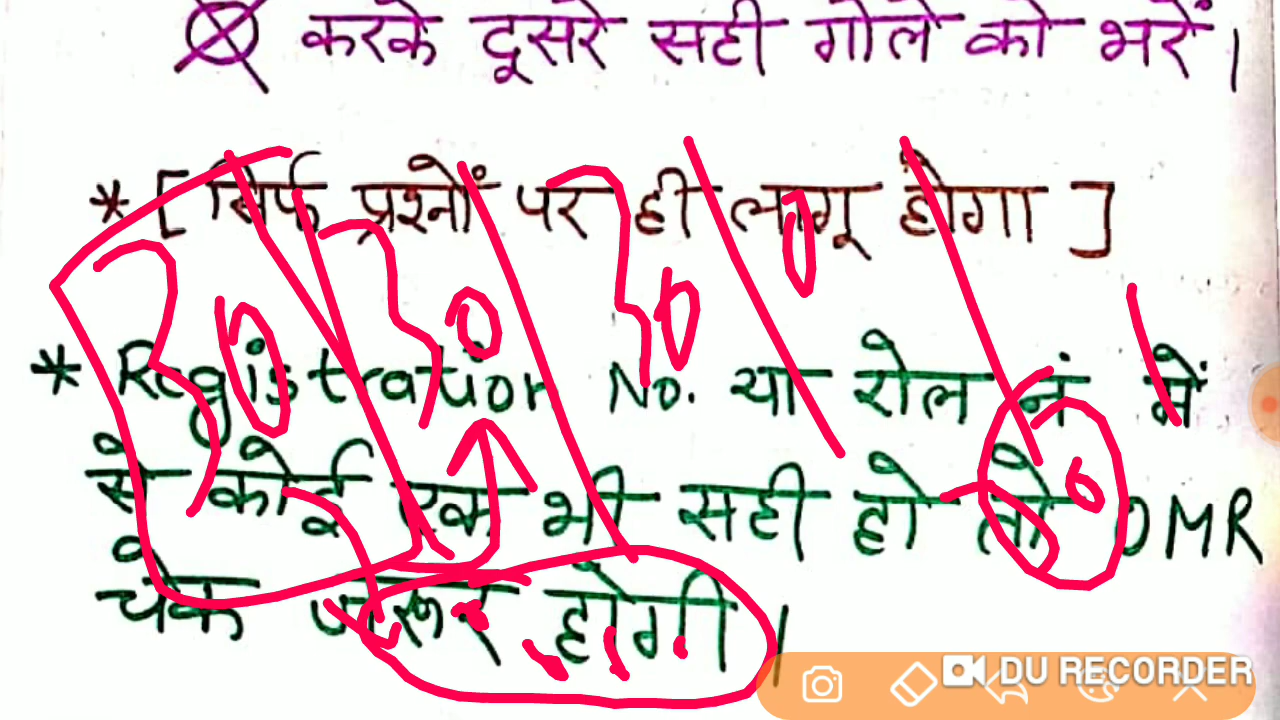 करके दूसरे सही गोले को भरें।
* [ सिर्फ प्रश्नों पर ही लागू होगा ]
* Registration No. या रोल नं में
से कोई एक भी सही हो तो OMR
चेक जरूर होगी।
DU RECORDER